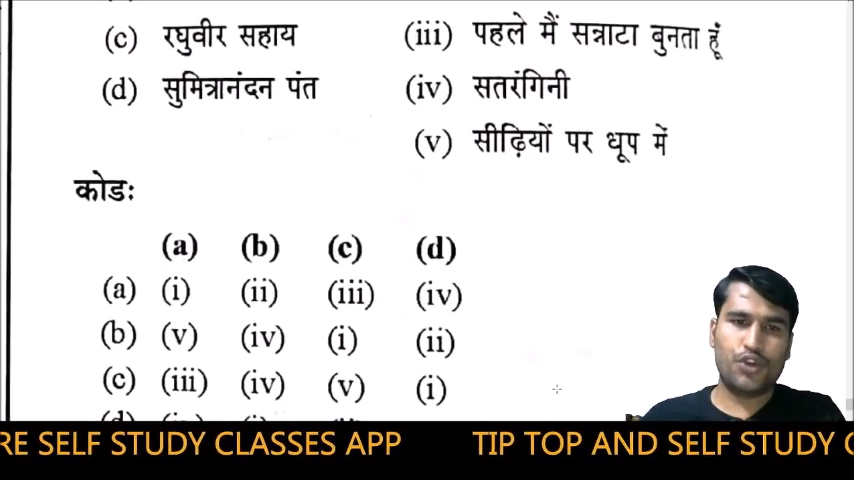 (c) रघुवीर सहाय (iii) पहले मैं सन्नाटा बुनता हूँ
(d) सुमित्रानंदन पंत (iv) सतरंगिनी
(v) सीढ़ियों पर धूप में
कोडः
(a) (b) (c) (d)
(a) (i) (ii) (iii) (iv)
(b) (v) (iv) (i) (ii)
(c) (iii) (iv) (v) (i)
RE SELF STUDY CLASSES APP TIP TOP AND SELF STUDY